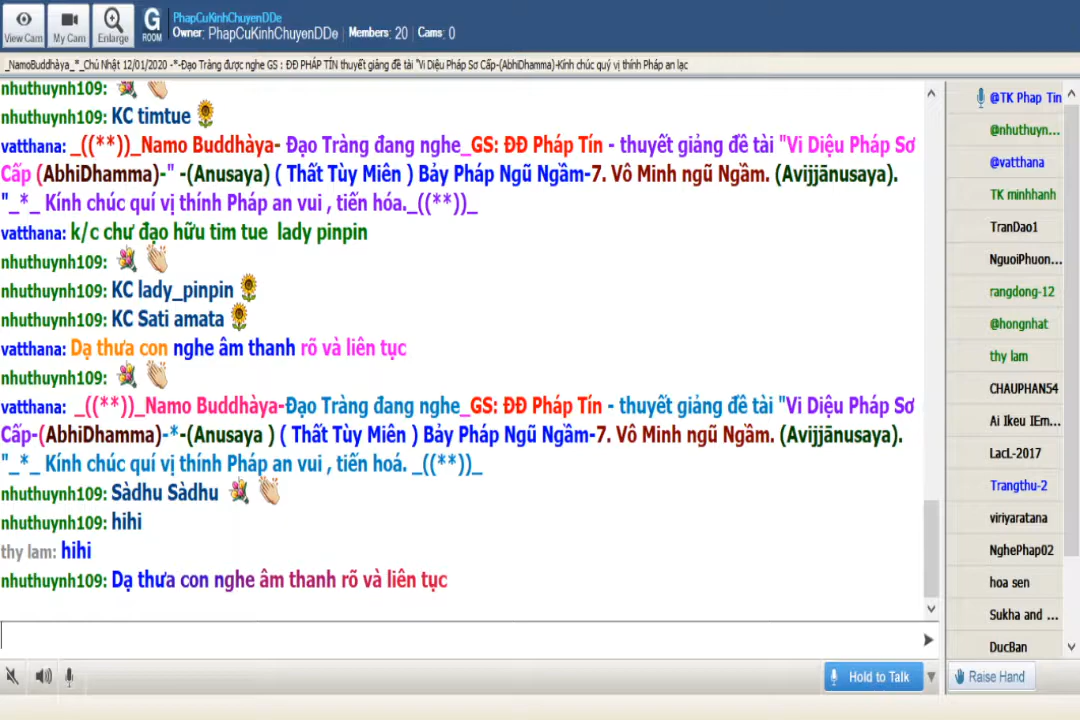 View Cam
My Cam
Enlarge
G
ROOM
PhapCuKinhChuyenDDe
Owner: PhapCuKinhChuyenDDe Members: 20 Cams: 0
_NamoBuddhàya_*_Chủ Nhật 12/01/2020 -*-Đạo Tràng được nghe GS : ĐĐ PHÁP TÍN thuyết giảng đề tài "Vi Diệu Pháp Sơ Cấp-(AbhiDhamma)-Kính chúc quý vị thính Pháp an lạc
nhuthuynh109:
nhuthuynh109: KC timtue
vatthana: _((**))_Namo Buddhàya- Đạo Tràng đang nghe_GS: ĐĐ Pháp Tín - thuyết giảng đề tài "Vi Diệu Pháp Sơ
Cấp (AbhiDhamma)-" -(Anusaya) ( Thất Tùy Miên ) Bảy Pháp Ngũ Ngầm-7. Vô Minh ngũ Ngầm. (Avijjānusaya).
"_*_ Kính chúc quí vị thính Pháp an vui , tiến hóa._((**))_
vatthana: k/c chư đạo hữu tim tue  lady pinpin
nhuthuynh109:
nhuthuynh109: KC lady_pinpin
nhuthuynh109: KC Sati amata
vatthana: Dạ thưa con nghe âm thanh rõ và liên tục
nhuthuynh109:
vatthana: _((**))_Namo Buddhàya-Đạo Tràng đang nghe_GS: ĐĐ Pháp Tín - thuyết giảng đề tài "Vi Diệu Pháp Sơ
Cấp-(AbhiDhamma)-*-(Anusaya ) ( Thất Tùy Miên ) Bảy Pháp Ngũ Ngầm-7. Vô Minh ngũ Ngầm. (Avijjānusaya).
"_*_ Kính chúc quí vị thính Pháp an vui , tiến hoá. _((**))_
nhuthuynh109: Sàdhu Sàdhu
nhuthuynh109: hihi
thy lam: hihi
nhuthuynh109: Dạ thưa con nghe âm thanh rõ và liên tục
@TK Phap Tin
@nhuthuyn...
@vatthana
TK minhhanh
TranDao1
NguoiPhuon...
rangdong-12
@hongnhat
thy lam
CHAUPHAN54
Ai Ikeu IEm...
LacL-2017
Trangthu-2
viriyaratana
NghePhap02
hoa sen
Sukha and ...
DucBan
Hold to Talk
Raise Hand